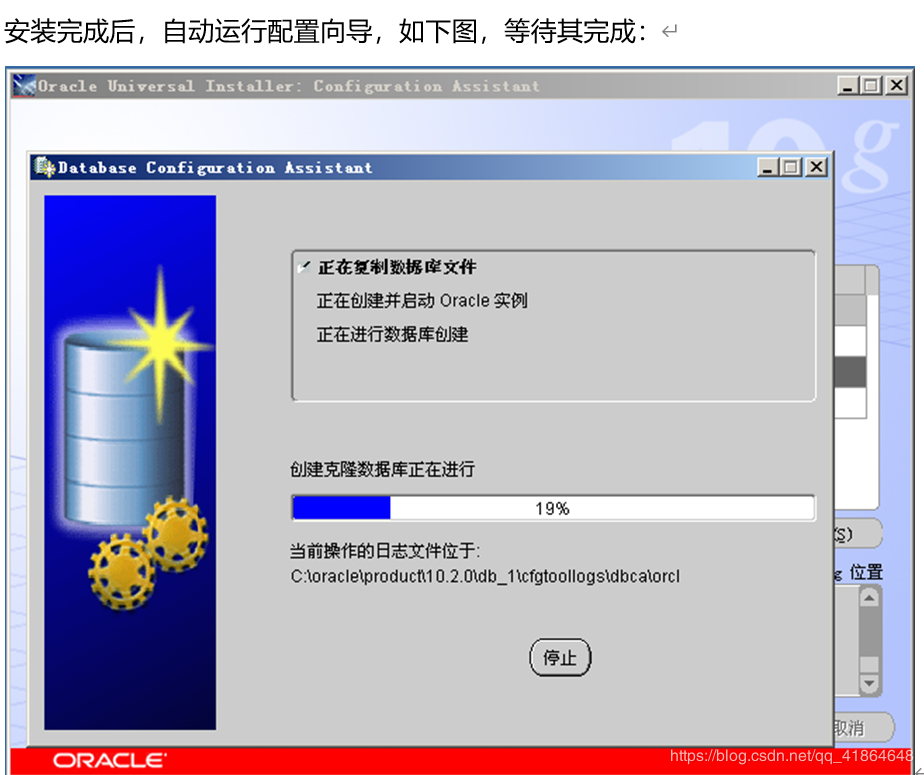 安装完成后，自动运行配置向导，如下图，等待其完成：
Oracle Universal Installer: Configuration Assistant
10g
Database Configuration Assistant
正在复制数据库文件
正在创建并启动 Oracle 实例
正在进行数据库创建
创建克隆数据库正在进行
19%
(S)
当前操作的日志文件位于:
g 位置
C:\oracle\product\10.2.0\db_1\cfgtoollogs\dbca\orcl
停止
取消
ORACLE
https://blog.csdn.net/qq_41864648